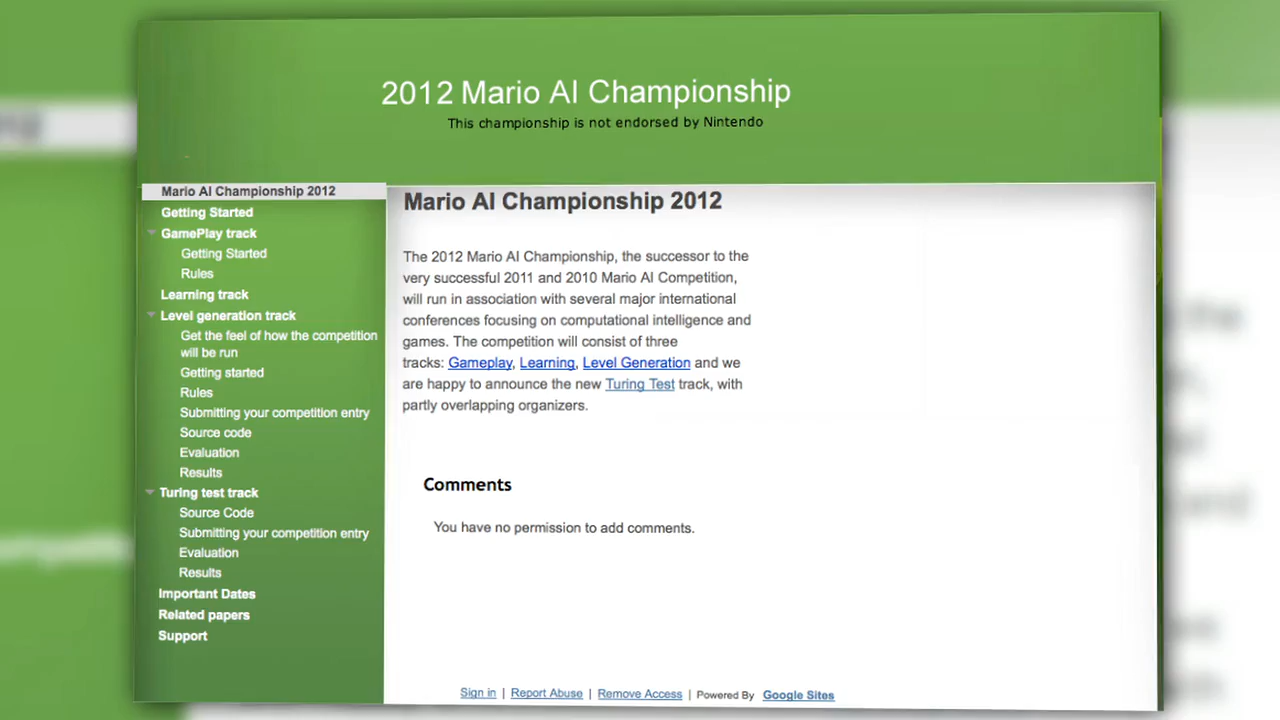 2012 Mario AI Championship
This championship is not endorsed by Nintendo
Mario AI Championship 2012
Getting Started
GamePlay track
Getting Started
Rules
Learning track
Level generation track
Get the feel of how the competition
will be run
Getting started
Rules
Submitting your competition entry
Source code
Evaluation
Results
Turing test track
Source Code
Submitting your competition entry
Evaluation
Results
Important Dates
Related papers
Support
Mario AI Championship 2012
The 2012 Mario AI Championship, the successor to the
very successful 2011 and 2010 Mario AI Competition,
will run in association with several major international
conferences focusing on computational intelligence and
games. The competition will consist of three
tracks: Gameplay, Learning, Level Generation and we
are happy to announce the new Turing Test track, with
partly overlapping organizers.
Comments
You have no permission to add comments.
Sign in | Report Abuse | Remove Access | Powered By Google Sites